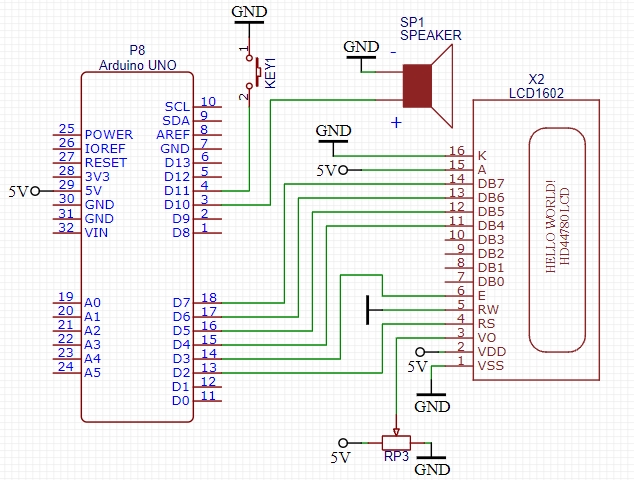 GND
1
KEY1
2
SP1
SPEAKER
GND
-
+
P8
Arduino UNO
X2
LCD1602
SCL 10
SDA 9
25 POWER AREF 8
26 IOREF GND 7
27 RESET D13 6
28 3V3 D12 5
5V 29 5V D11 4
30 GND D10 3
31 GND D9 2
32 VIN D8 1
19 A0 D7 18
20 A1 D6 17
21 A2 D5 16
22 A3 D4 15
23 A4 D3 14
24 A5 D2 13
D1 12
D0 11
GND
16 K
5V 15 A
14 DB7
13 DB6
12 DB5
11 DB4
10 DB3
9 DB2
8 DB1
7 DB0
6 E
5 RW
4 RS
3 VO
5V 2 VDD
1 VSS
HELLO WORLD!
HD44780 LCD
GND
5V
RP3
GND